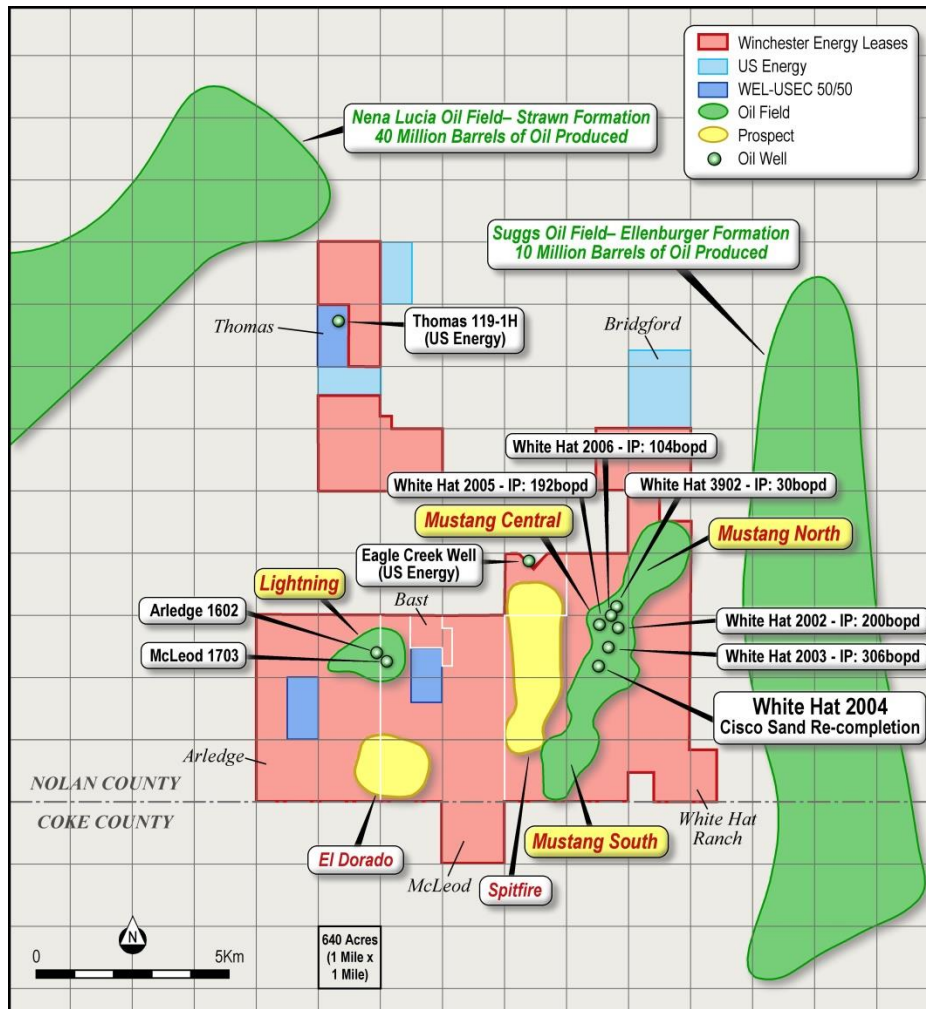 Winchester Energy Leases
US Energy
WEL-USEC 50/50
Oil Field
Prospect
Oil Well
Nena Lucia Oil Field– Strawn Formation
40 Million Barrels of Oil Produced
Suggs Oil Field– Ellenburger Formation
10 Million Barrels of Oil Produced
Thomas
Thomas 119-1H
(US Energy)
Bridgford
White Hat 2006 - IP: 104bopd
White Hat 2005 - IP: 192bopd
White Hat 3902 - IP: 30bopd
Mustang Central
Mustang North
Eagle Creek Well
(US Energy)
Lightning
Bast
Arledge 1602
McLeod 1703
White Hat 2002 - IP: 200bopd
White Hat 2003 - IP: 306bopd
White Hat 2004
Cisco Sand Re-completion
Arledge
NOLAN COUNTY
COKE COUNTY
White Hat
Ranch
Mustang South
El Dorado
McLeod
Spitfire
N
0
5Km
640 Acres
(1 Mile x
1 Mile)